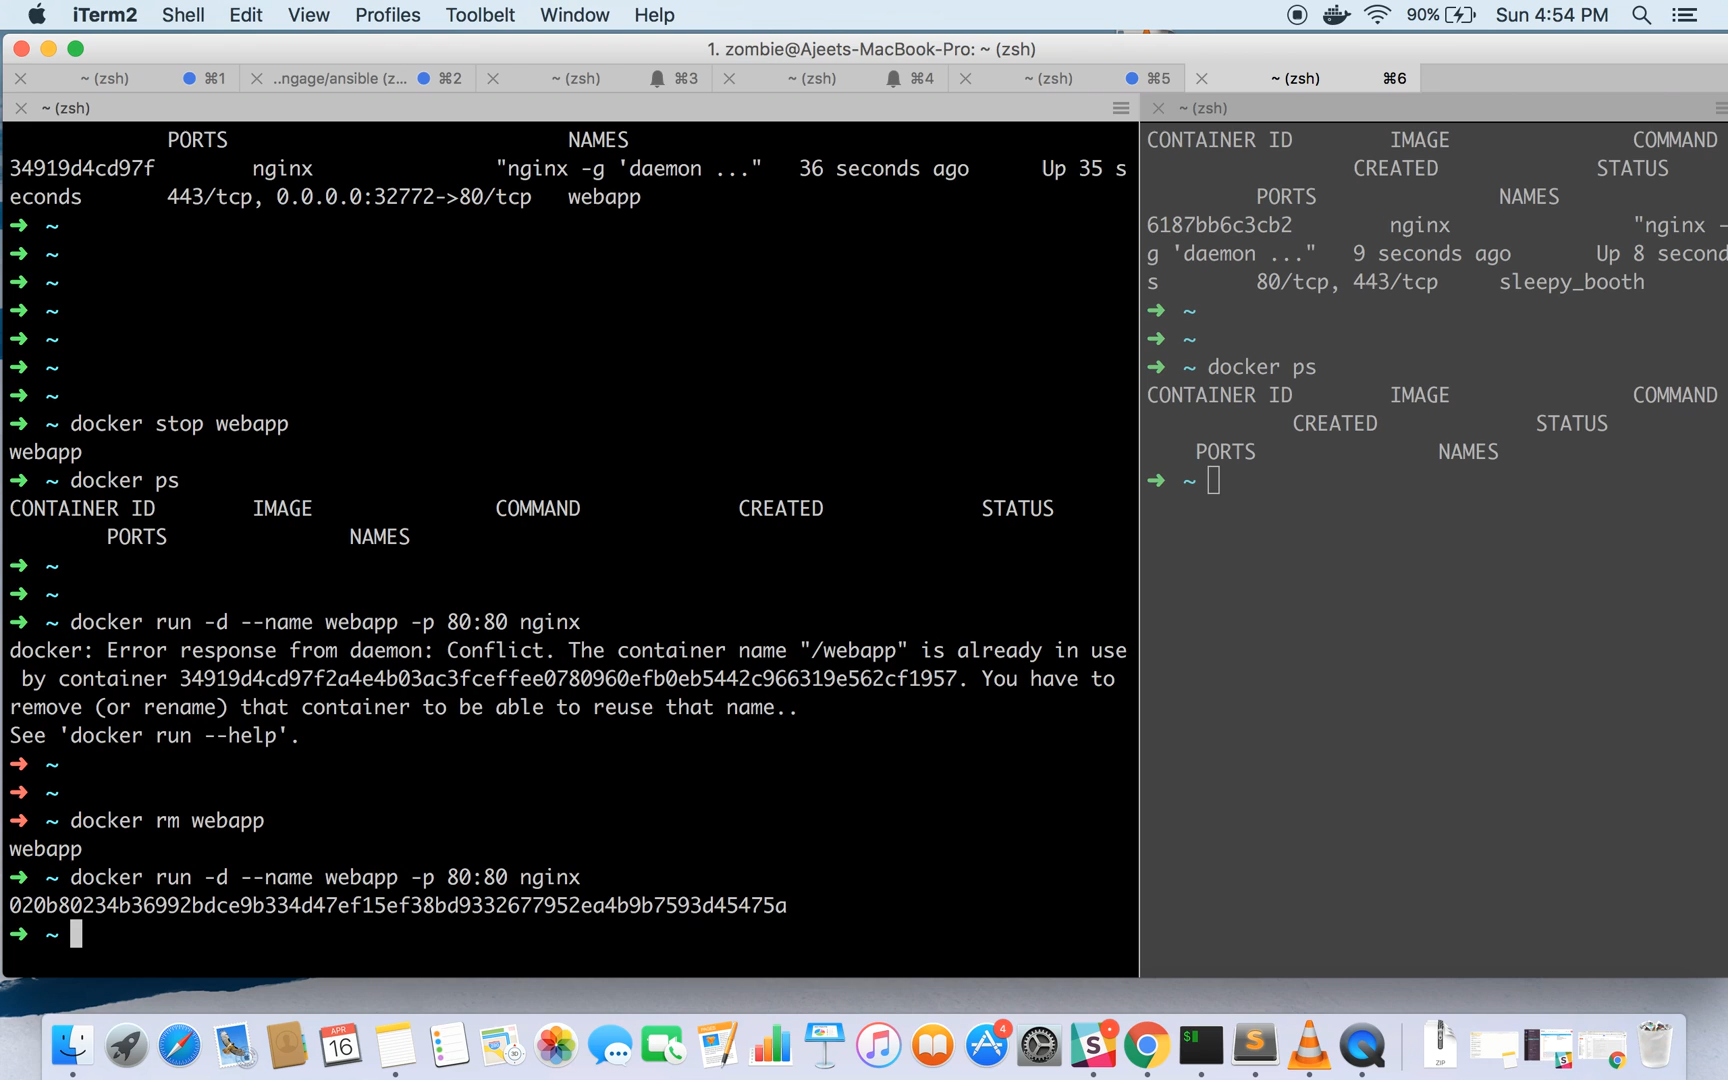 iTerm2 Shell Edit View Profiles Toolbelt Window Help 90% Sun 4:54 PM
1. zombie@Ajeets-MacBook-Pro: ~ (zsh)
~ (zsh) ⌘1 ..ngage/ansible (z... ⌘2 ~ (zsh) ⌘3 ~ (zsh) ⌘4 ~ (zsh) ⌘5 ~ (zsh) ⌘6
~ (zsh)
PORTS NAMES
34919d4cd97f nginx "nginx -g 'daemon ..." 36 seconds ago Up 35 s
econds 443/tcp, 0.0.0.0:32772->80/tcp webapp
➜ ~
➜ ~
➜ ~
➜ ~
➜ ~
➜ ~
➜ ~
➜ ~ docker stop webapp
webapp
➜ ~ docker ps
CONTAINER ID IMAGE COMMAND CREATED STATUS
PORTS NAMES
➜ ~
➜ ~
➜ ~ docker run -d --name webapp -p 80:80 nginx
docker: Error response from daemon: Conflict. The container name "/webapp" is already in use
by container 34919d4cd97f2a4e4b03ac3fceffee0780960efb0eb5442c966319e562cf1957. You have to
remove (or rename) that container to be able to reuse that name..
See 'docker run --help'.
➜ ~
➜ ~
➜ ~ docker rm webapp
webapp
➜ ~ docker run -d --name webapp -p 80:80 nginx
020b80234b36992bdce9b334d47ef15ef38bd9332677952ea4b9b7593d45475a
➜ ~
~ (zsh)
CONTAINER ID IMAGE COMMAND
CREATED STATUS
PORTS NAMES
6187bb6c3cb2 nginx "nginx -
g 'daemon ..." 9 seconds ago Up 8 second
s 80/tcp, 443/tcp sleepy_booth
➜ ~
➜ ~
➜ ~ docker ps
CONTAINER ID IMAGE COMMAND
CREATED STATUS
PORTS NAMES
➜ ~
APR
16
4
ZIP